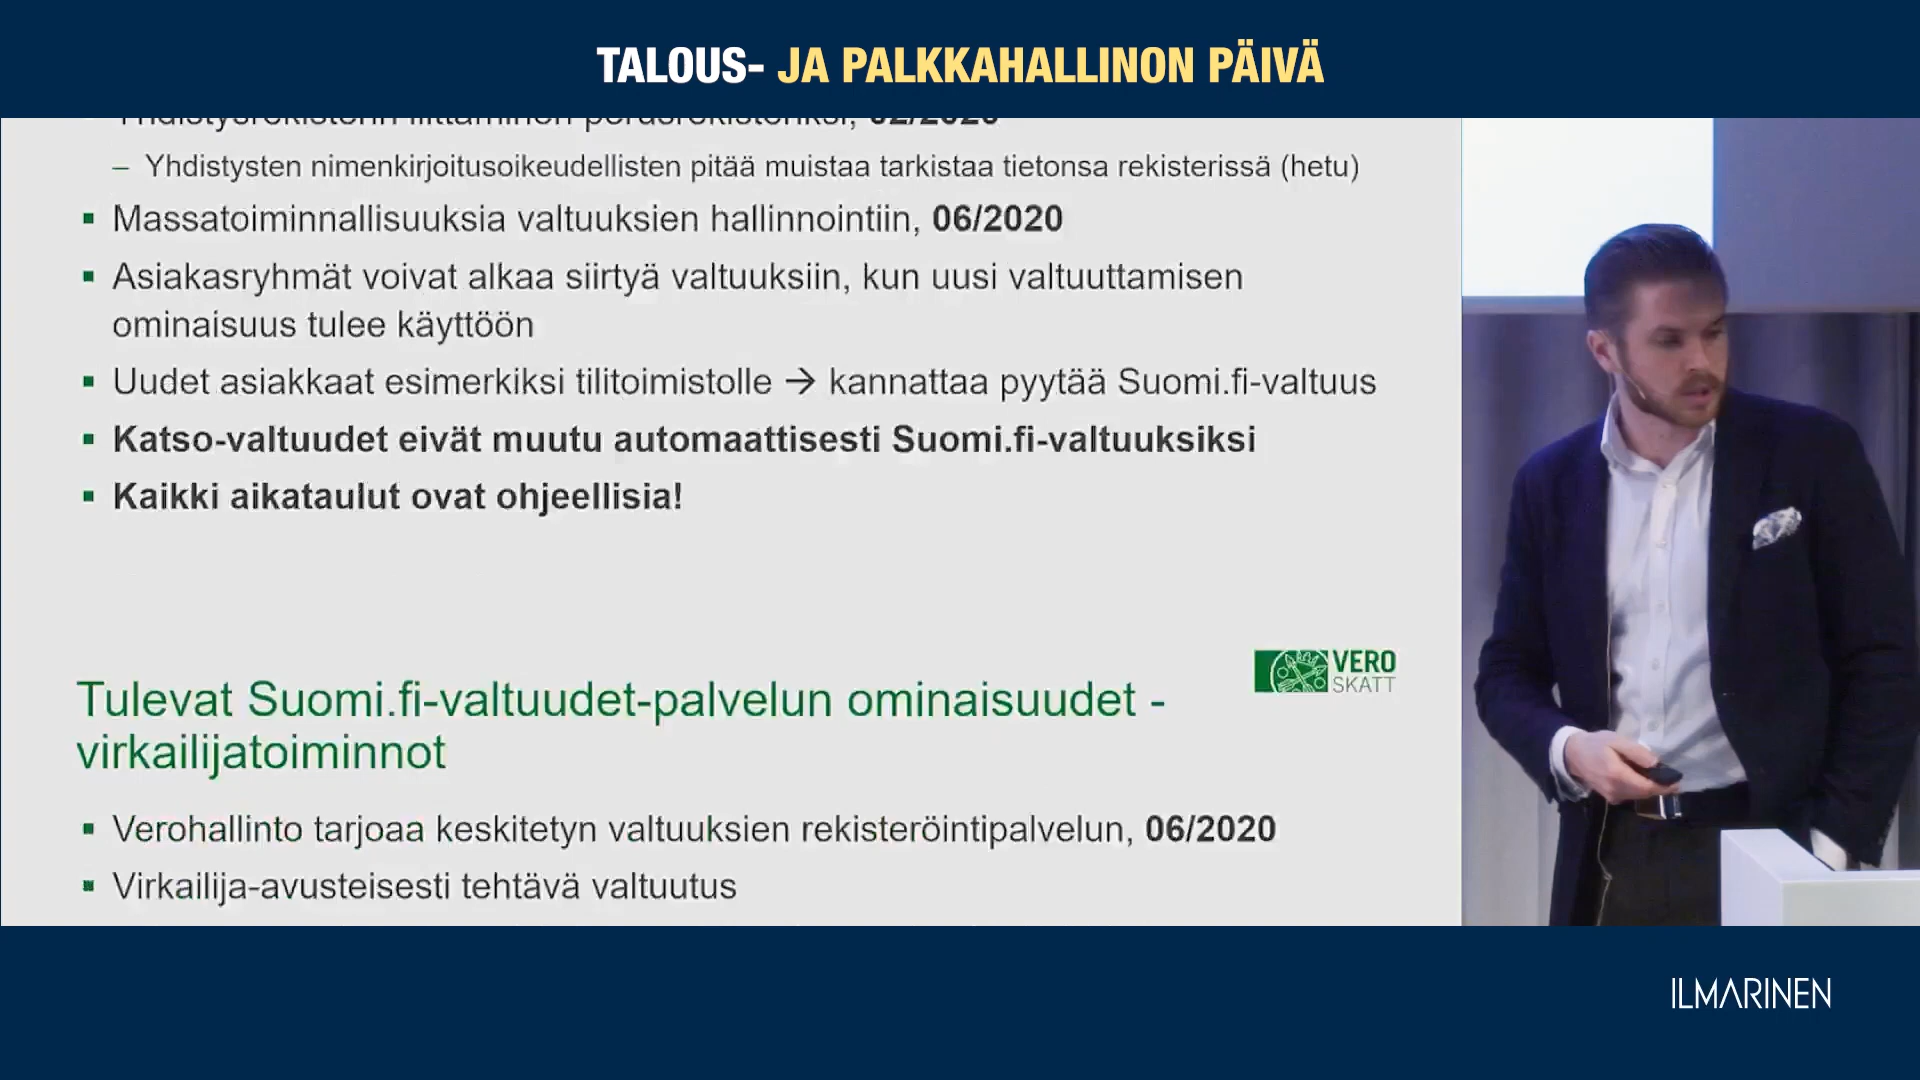 TALOUS- JA PALKKAHALLINON PÄIVÄ
Yhdistysrekisterin liittäminen perusrekisteriksi, 02/2020
– Yhdistysten nimenkirjoitusoikeudellisten pitää muistaa tarkistaa tietonsa rekisterissä (hetu)
▪ Massatoiminnallisuuksia valtuuksien hallinnointiin, 06/2020
▪ Asiakasryhmät voivat alkaa siirtyä valtuuksiin, kun uusi valtuuttamisen
ominaisuus tulee käyttöön
▪ Uudet asiakkaat esimerkiksi tilitoimistolle → kannattaa pyytää Suomi.fi-valtuus
▪ Katso-valtuudet eivät muutu automaattisesti Suomi.fi-valtuuksiksi
▪ Kaikki aikataulut ovat ohjeellisia!
VERO
SKATT
Tulevat Suomi.fi-valtuudet-palvelun ominaisuudet -
virkailijatoiminnot
▪ Verohallinto tarjoaa keskitetyn valtuuksien rekisteröintipalvelun, 06/2020
▪ Virkailija-avusteisesti tehtävä valtuutus
ILMARINEN